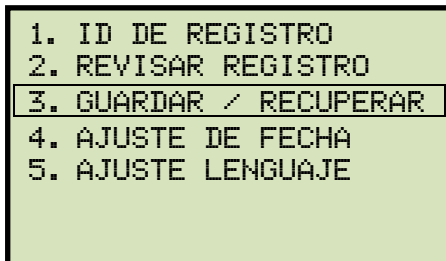 1. ID DE REGISTRO
2. REVISAR REGISTRO
3. GUARDAR / RECUPERAR
4. AJUSTE DE FECHA
5. AJUSTE LENGUAJE